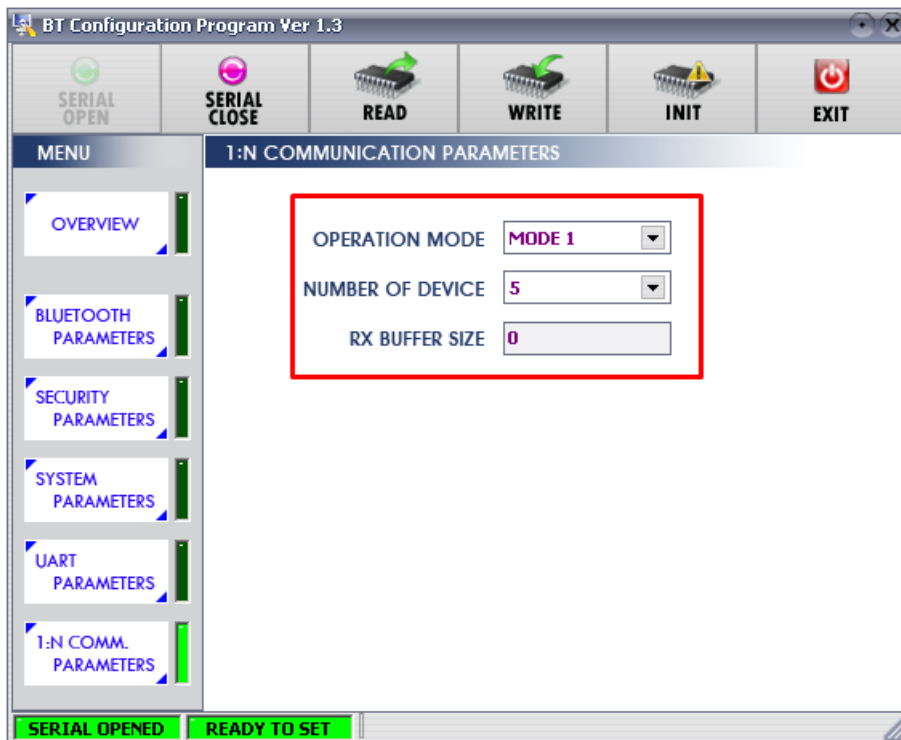 BT Configuration Program Ver 1.3
SERIAL
OPEN
SERIAL
CLOSE
READ
WRITE
INIT
EXIT
MENU
1:N COMMUNICATION PARAMETERS
OVERVIEW
BLUETOOTH
PARAMETERS
SECURITY
PARAMETERS
SYSTEM
PARAMETERS
UART
PARAMETERS
1:N COMM.
PARAMETERS
OPERATION MODE MODE 1
NUMBER OF DEVICE 5
RX BUFFER SIZE 0
SERIAL OPENED READY TO SET